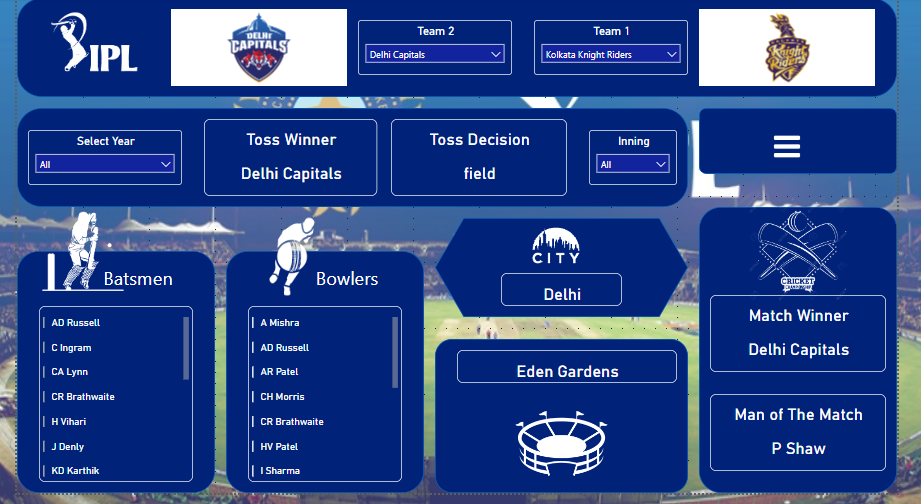 IPL
DELHI
CAPITALS
Team 2
Delhi Capitals
Team 1
Kolkata Knight Riders
Knight
Riders
Select Year
All
Toss Winner
Delhi Capitals
Toss Decision
field
Inning
All
L
Batsmen
AD Russell
C Ingram
CA Lynn
CR Brathwaite
H Vihari
J Denly
KD Karthik
Bowlers
A Mishra
AD Russell
AR Patel
CH Morris
CR Brathwaite
HV Patel
I Sharma
CITY
Delhi
Eden Gardens
CRICKET
CHAMPIONSHIP
Match Winner
Delhi Capitals
Man of The Match
P Shaw